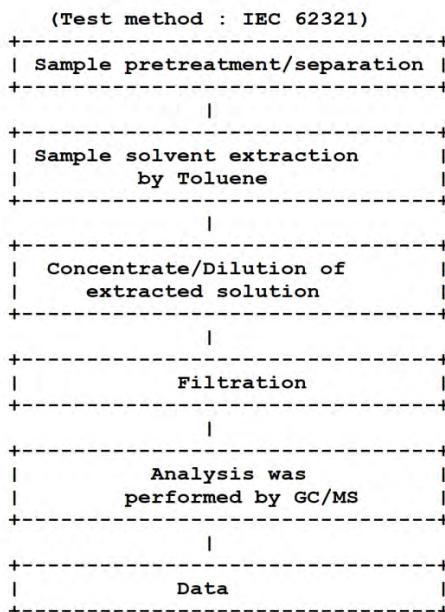 (Test method : IEC 62321)
Sample pretreatment/separation
Sample solvent extraction
by Toluene
Concentrate/Dilution of
extracted solution
Filtration
Analysis was
performed by GC/MS
Data